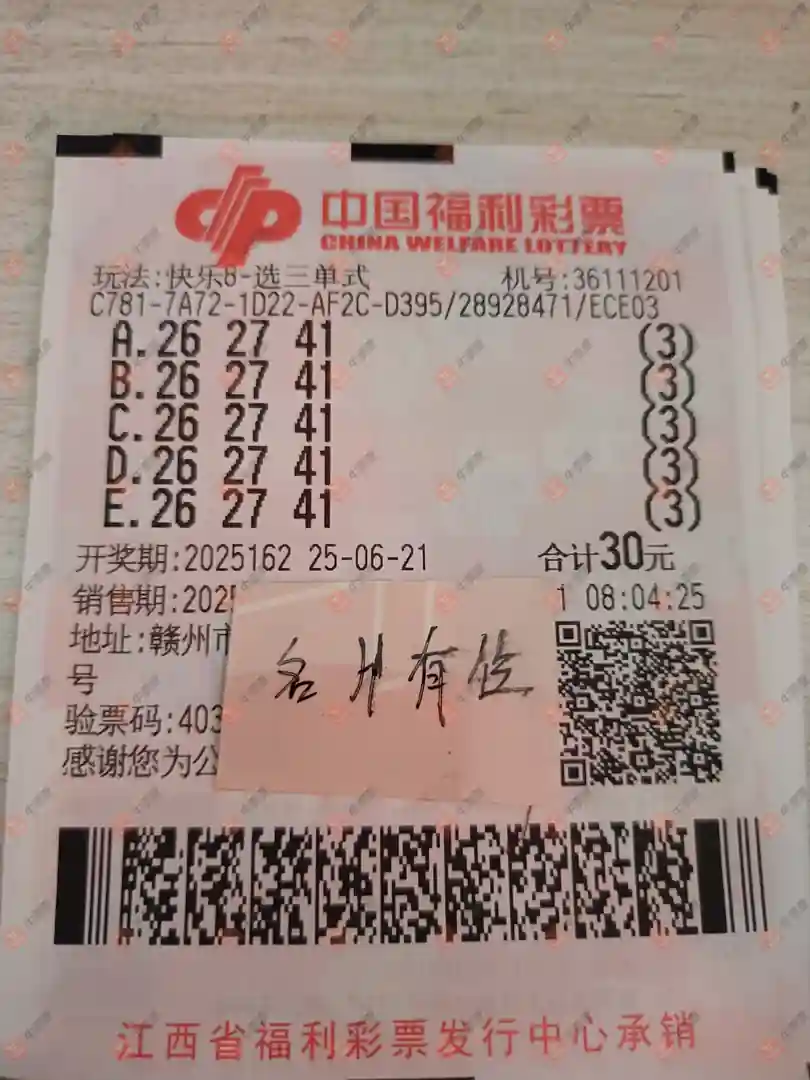 中国福利彩票
CHINA WELFARE LOTTERY
玩法:快乐8-选三单式 机号:36111201
C781-7A72-1D22-AF2C-D395/28928471/ECE03
A.26 27 41 (3)
B.26 27 41 (3)
C.26 27 41 (3)
D.26 27 41 (3)
E.26 27 41 (3)
开奖期:2025162 25-06-21 合计30元
销售期:202 1 08:04:25
地址:赣州市
号
名 有位
验票码:403
感谢您为公
江西省福利彩票发行中心承销